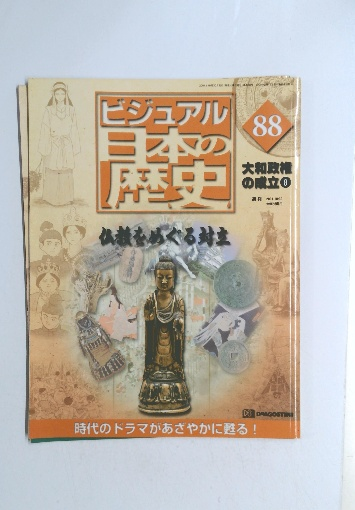 ビジュアル
日本の
歴史
88
大和政権
の成立
週刊
仏教をめぐる対立
DeAGOSTINI
時代のドラマがあざやかに甦る！